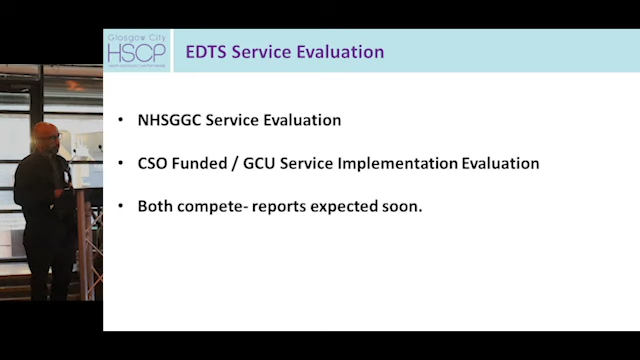 Glasgow City
HSCP
EDTS Service Evaluation
• NHSGGC Service Evaluation
• CSO Funded / GCU Service Implementation Evaluation
• Both compete- reports expected soon.